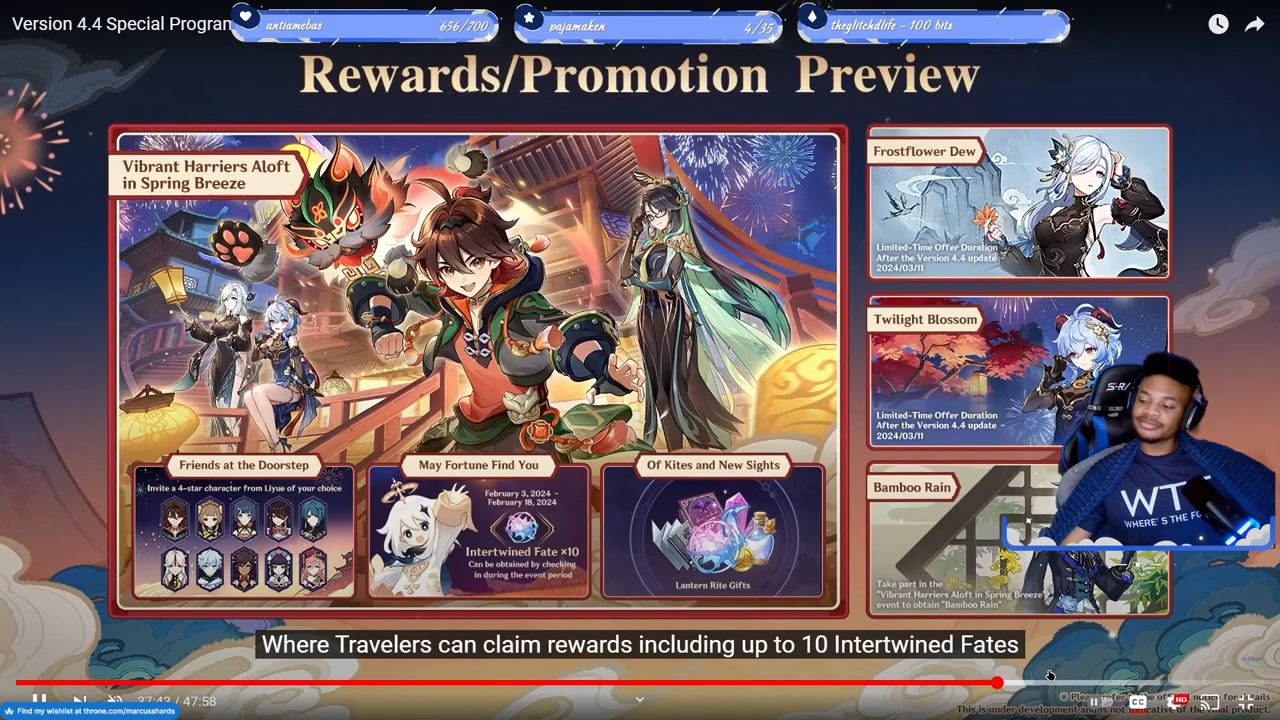 Version 4.4 Special Program
antiamebas 656/700
pajamaken 4/35
theglitchdlife - 100 bits
Rewards/Promotion Preview
Vibrant Harriers Aloft
in Spring Breeze
Frostflower Dew
Limited-Time Offer Duration
After the Version 4.4 update -
2024/03/11
Twilight Blossom
Limited-Time Offer Duration
After the Version 4.4 update -
2024/03/11
Friends at the Doorstep
Invite a 4-star character from Liyue of your choice
May Fortune Find You
February 3, 2024 –
February 18, 2024
Intertwined Fate ×10
Can be obtained by checking
in during the event period
Of Kites and New Sights
Lantern Rite Gifts
Bamboo Rain
Take part in the
"Vibrant Harriers Aloft in Spring Breeze"
event to obtain "Bamboo Rain"
WT
WHERE'S THE
Where Travelers can claim rewards including up to 10 Intertwined Fates
37:43 / 47:58
CC
HD
Find my wishlist at throne.com/marcusshards
This is under development and is not indicative of the final product.